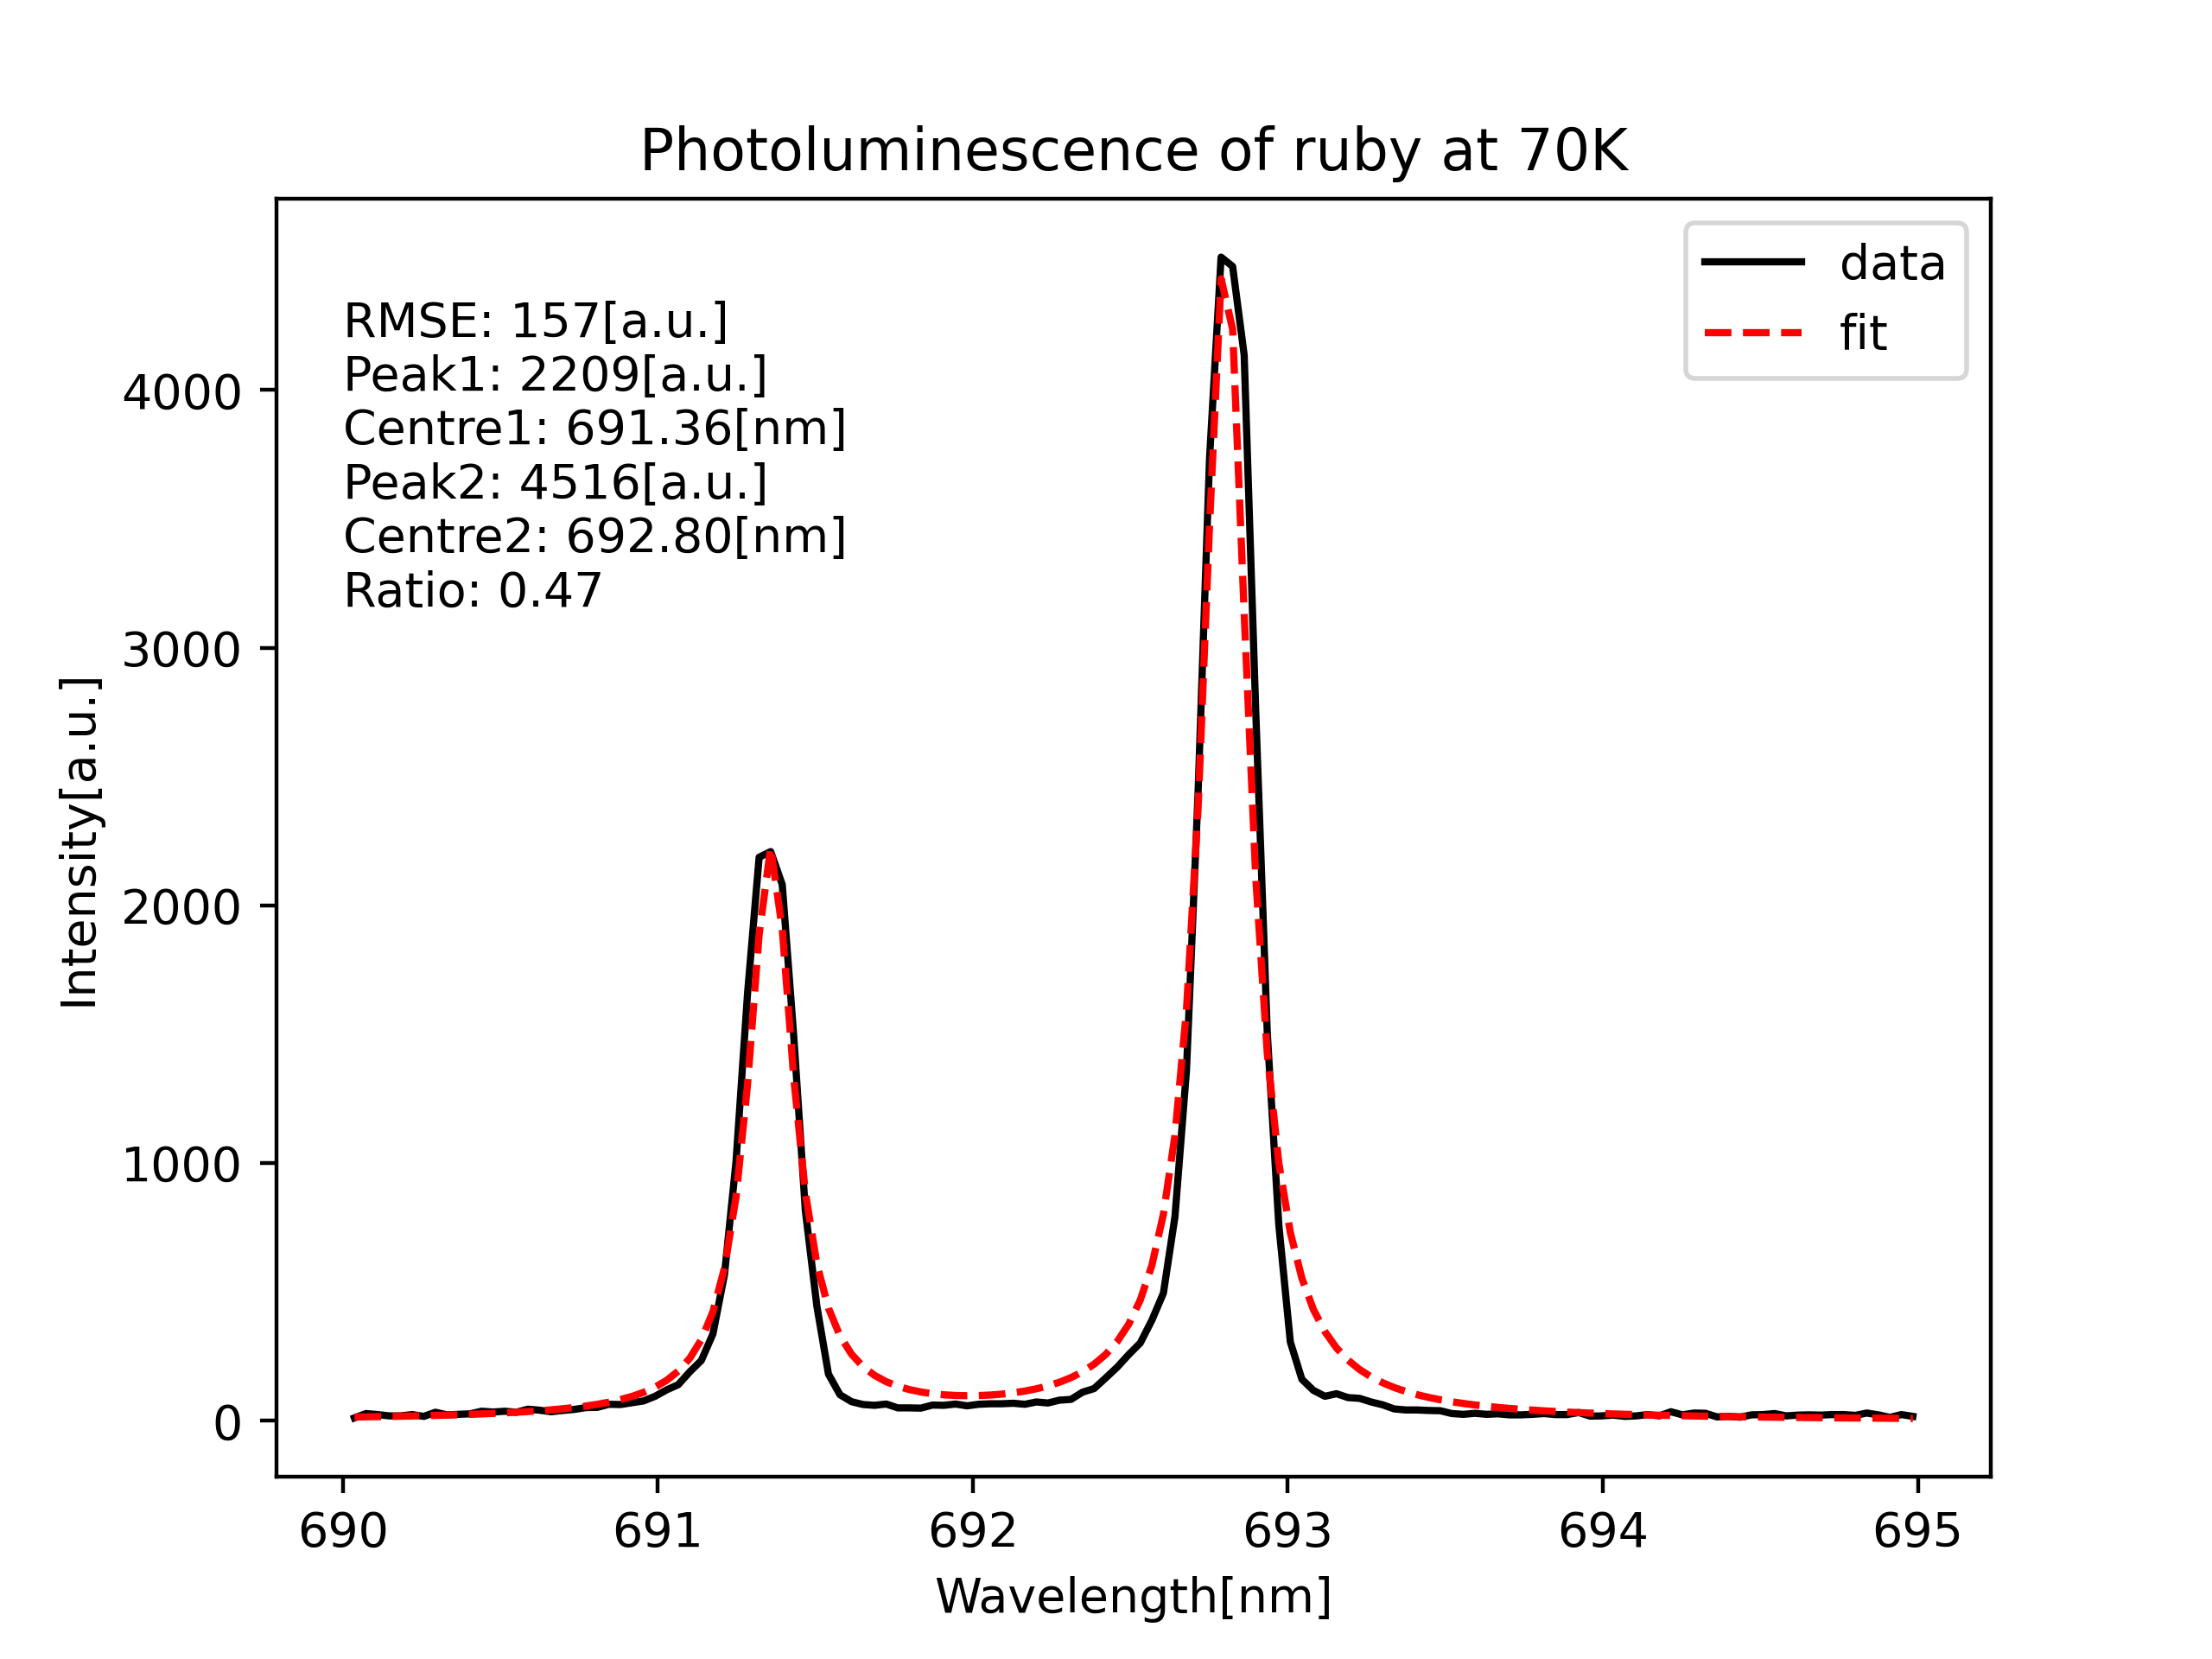 Photoluminescence of ruby at 70K
data
fit
RMSE: 157[a.u.]
Peak1: 2209[a.u.]
Centre1: 691.36[nm]
Peak2: 4516[a.u.]
Centre2: 692.80[nm]
Ratio: 0.47
4000
3000
2000
1000
0
Intensity[a.u.]
690 691 692 693 694 695
Wavelength[nm]